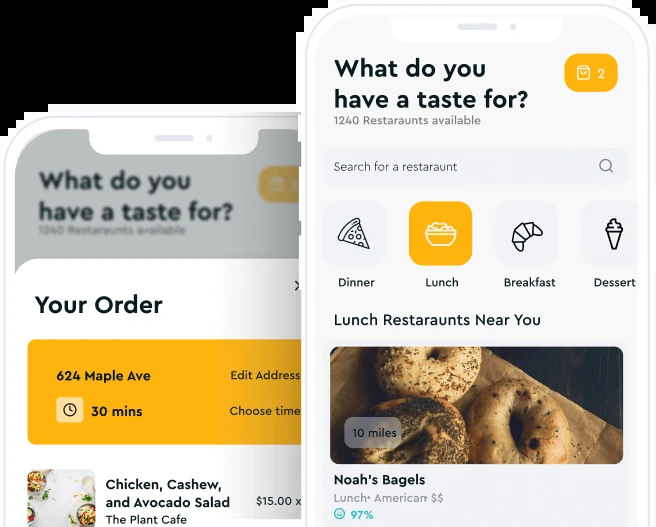 What do you
have a taste for?
1240 Restaraunts available
Your Order
624 Maple Ave
Edit Address
30 mins
Choose time
Chicken, Cashew,
and Avocado Salad
$15.00 x
The Plant Cafe
What do you
have a taste for?
2
1240 Restaraunts available
Search for a restaraunt
Dinner
Lunch
Breakfast
Dessert
Lunch Restaraunts Near You
10 miles
Noah's Bagels
Lunch• American• $$
97%